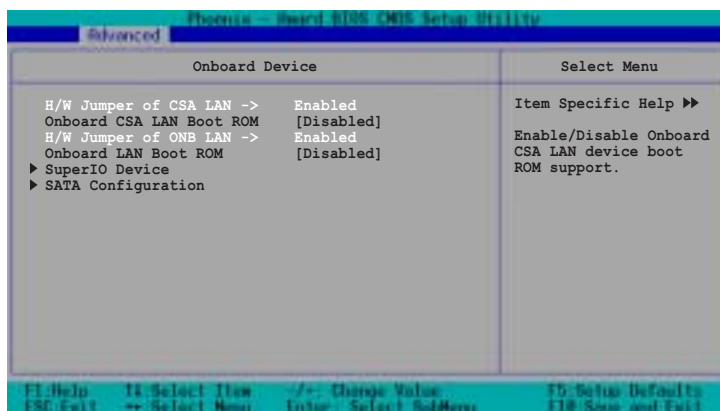 Phoenix - Award BIOS CMOS Setup Utility
Advanced
Onboard Device
Select Menu
H/W Jumper of CSA LAN -> Enabled
Onboard CSA LAN Boot ROM [Disabled]
H/W Jumper of ONB LAN -> Enabled
Onboard LAN Boot ROM [Disabled]
▶ SuperIO Device
▶ SATA Configuration
Item Specific Help ▶▶
Enable/Disable Onboard
CSA LAN device boot
ROM support.
F1:Help ↑↓:Select Item -/+: Change Value F5:Setup Defaults
ESC:Exit ↔:Select Menu Enter: Select SubMenu F10:Save and Exit